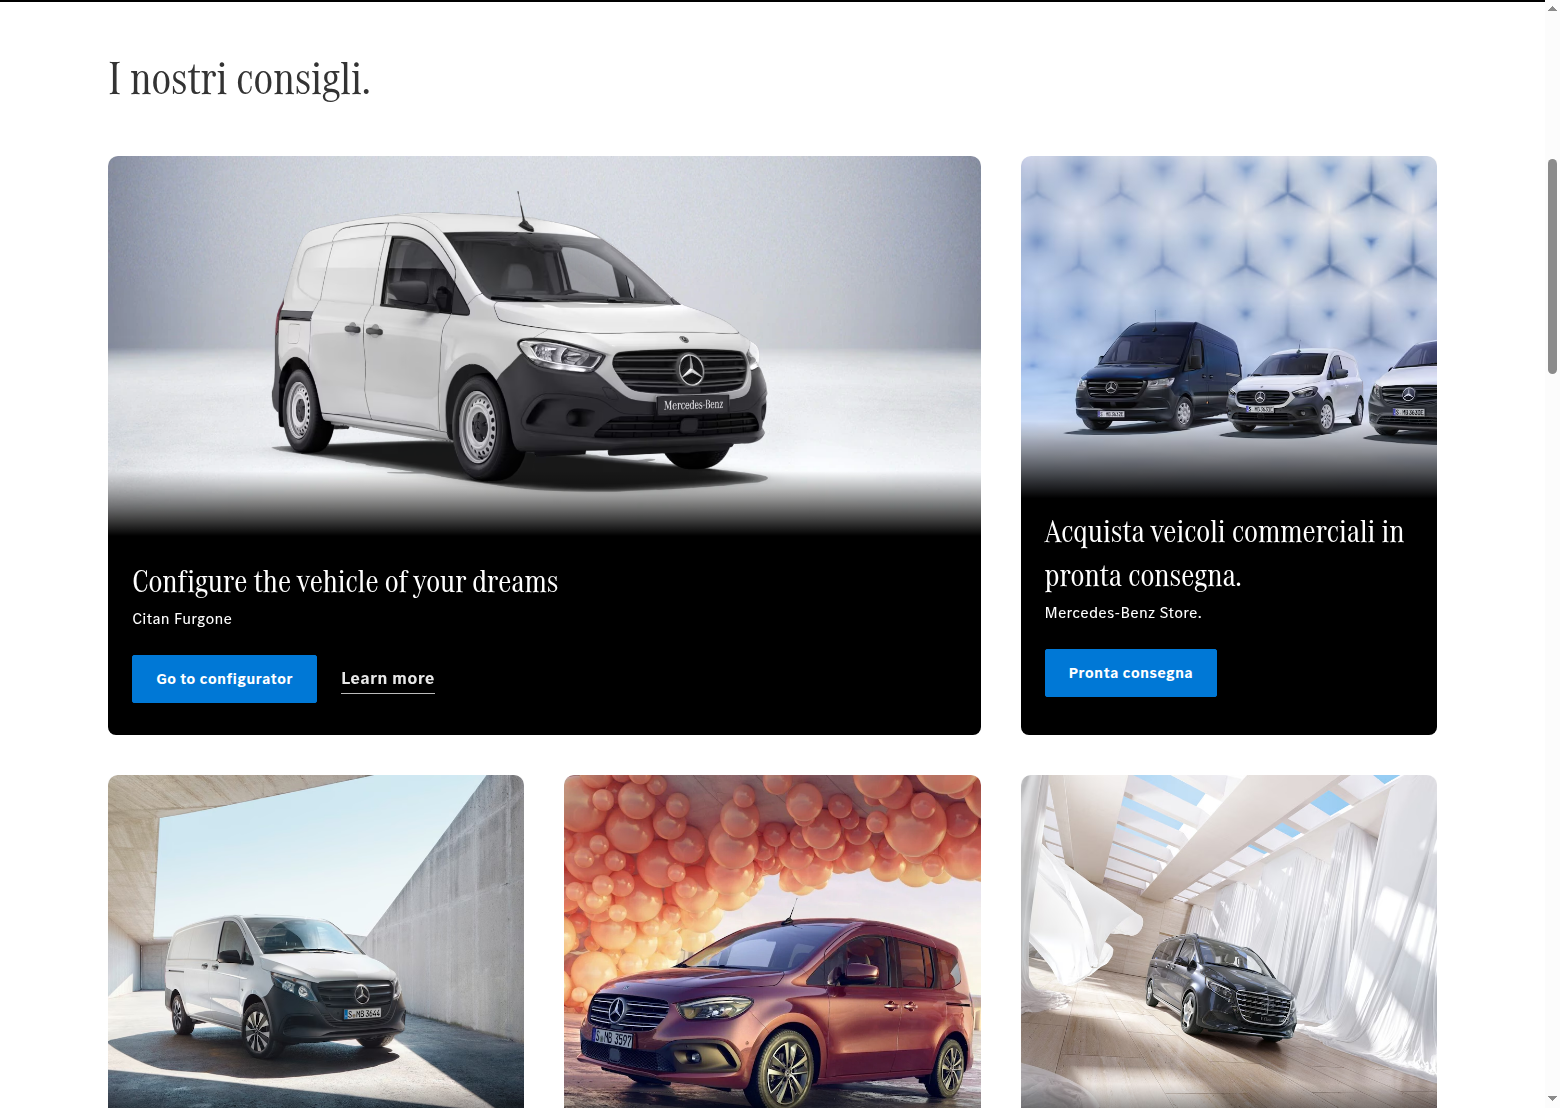 I nostri consigli.
Mercedes-Benz
Configure the vehicle of your dreams
Citan Furgone
Go to configurator
Learn more
Acquista veicoli commerciali in
pronta consegna.
Mercedes-Benz Store.
Pronta consegna
S MB 3644
S MB 3597